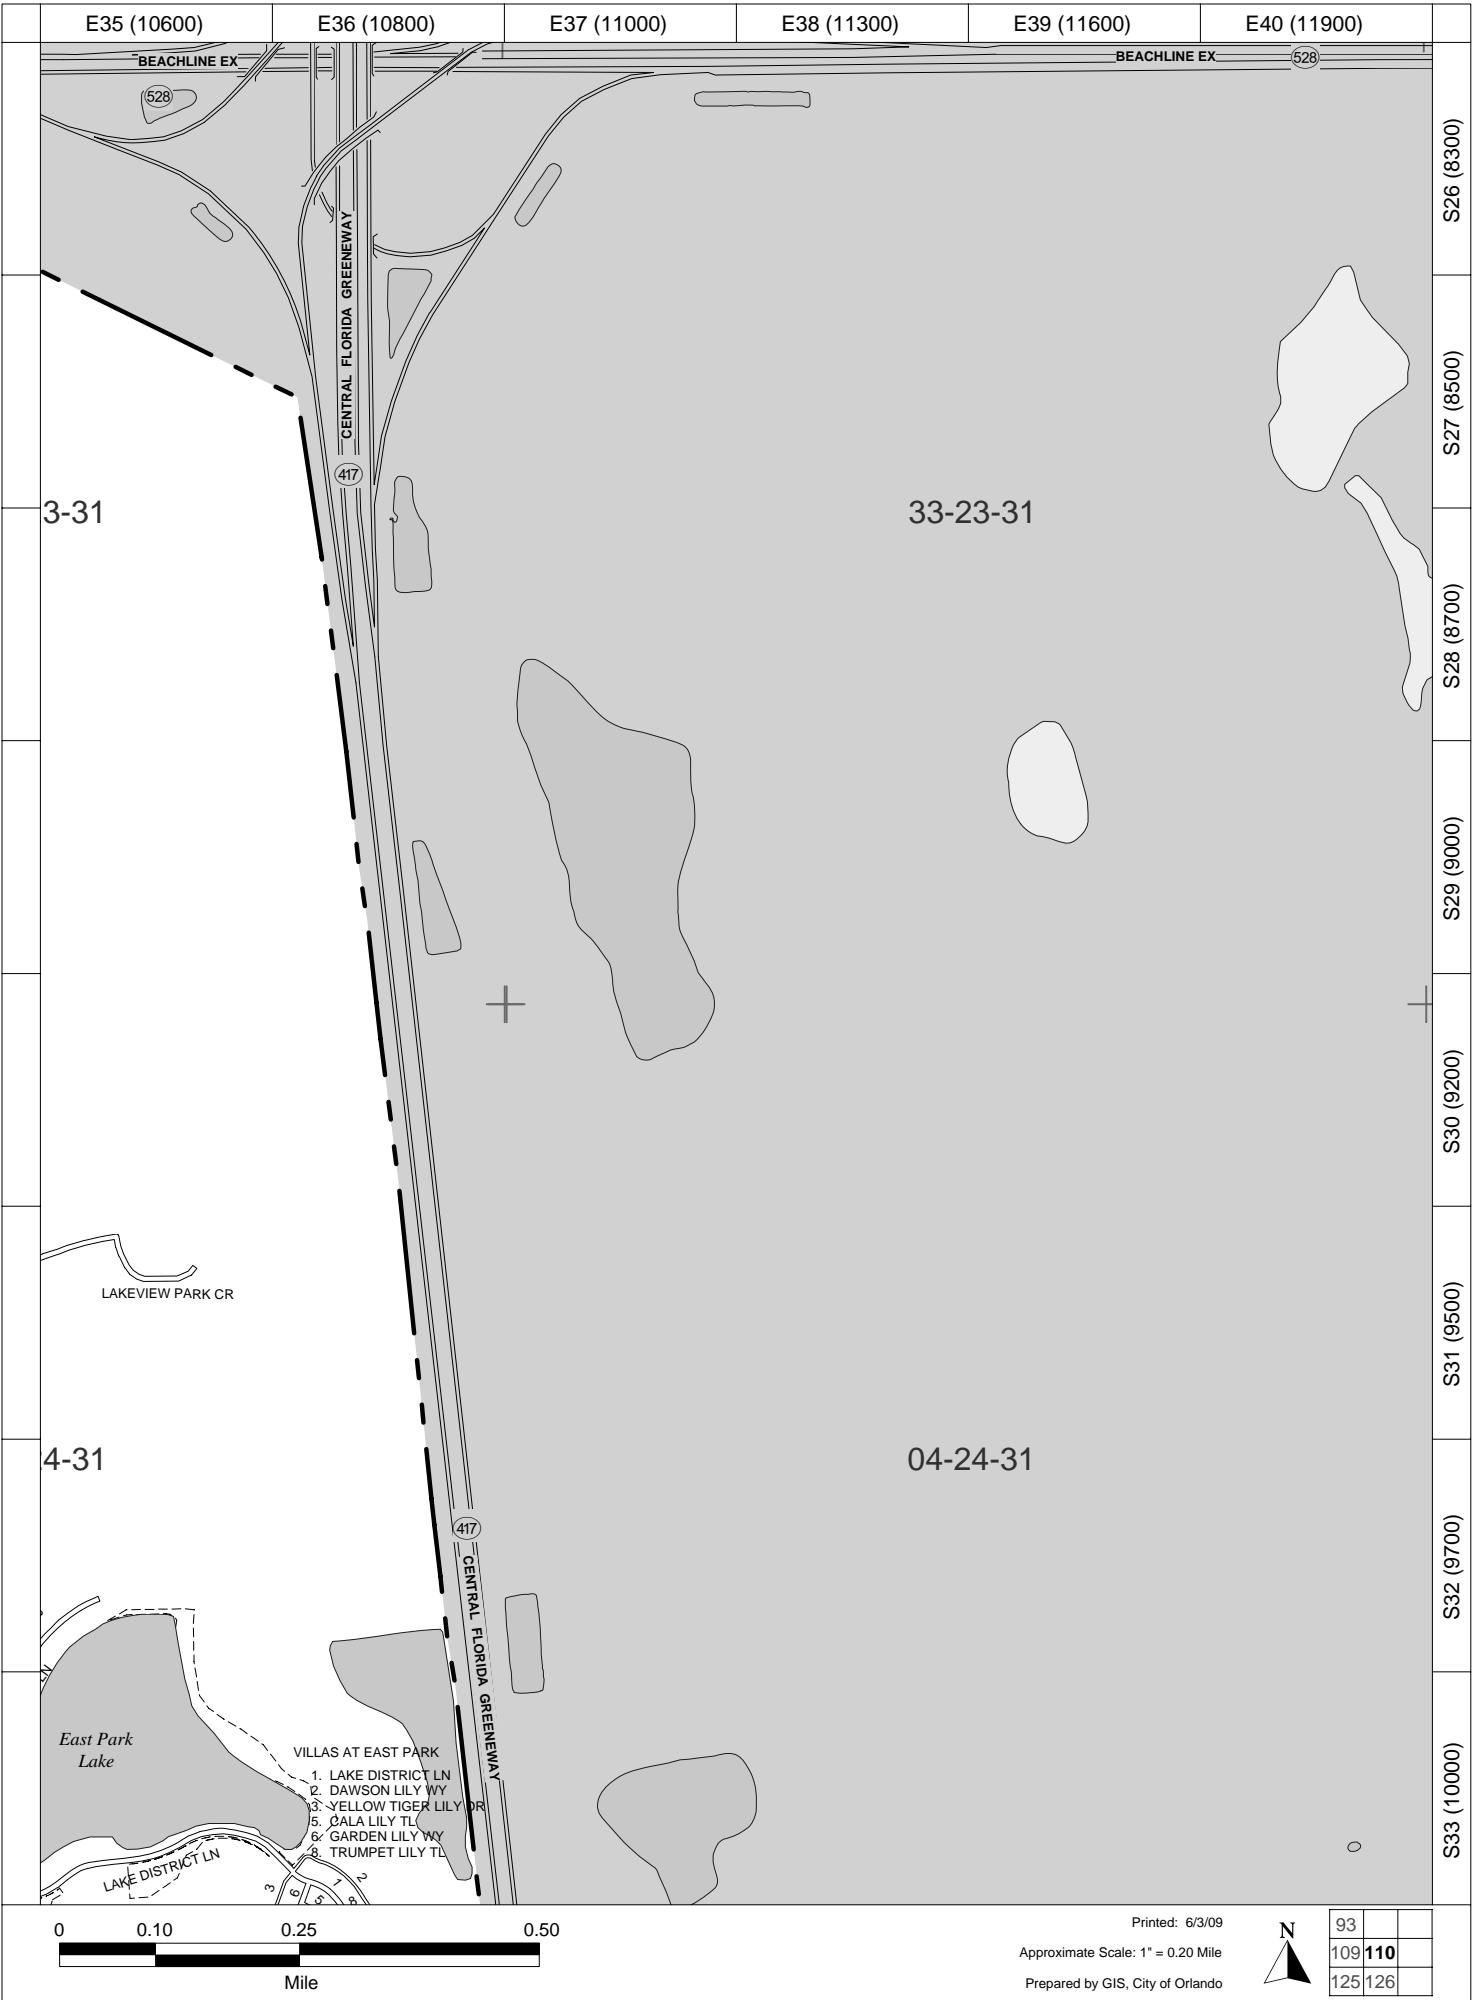 E35 (10600)
E36 (10800)
E37 (11000)
E38 (11300)
E39 (11600)
E40 (11900)
BEACHLINE EX
BEACHLINE EX
528
528
S26 (8300)
CENTRAL FLORIDA GREENEWAY
S27 (8500)
417
3-31
33-23-31
S28 (8700)
S29 (9000)
S30 (9200)
LAKEVIEW PARK CR
S31 (9500)
4-31
04-24-31
417
CENTRAL FLORIDA GREENEWAY
S32 (9700)
N
East Park
Lake
VILLAS AT EAST PARK
1. LAKE DISTRICT LN
2. DAWSON LILY WY
3. YELLOW TIGER LILY DR
5. CALA LILY TL
6. GARDEN LILY WY
8. TRUMPET LILY TL
S33 (10000)
LAKE DISTRICT LN
3
6
5
1
2
8
0 0.10 0.25 0.50
Mile
Printed: 6/3/09
Approximate Scale: 1" = 0.20 Mile
Prepared by GIS, City of Orlando
N
93
109 110
125 126